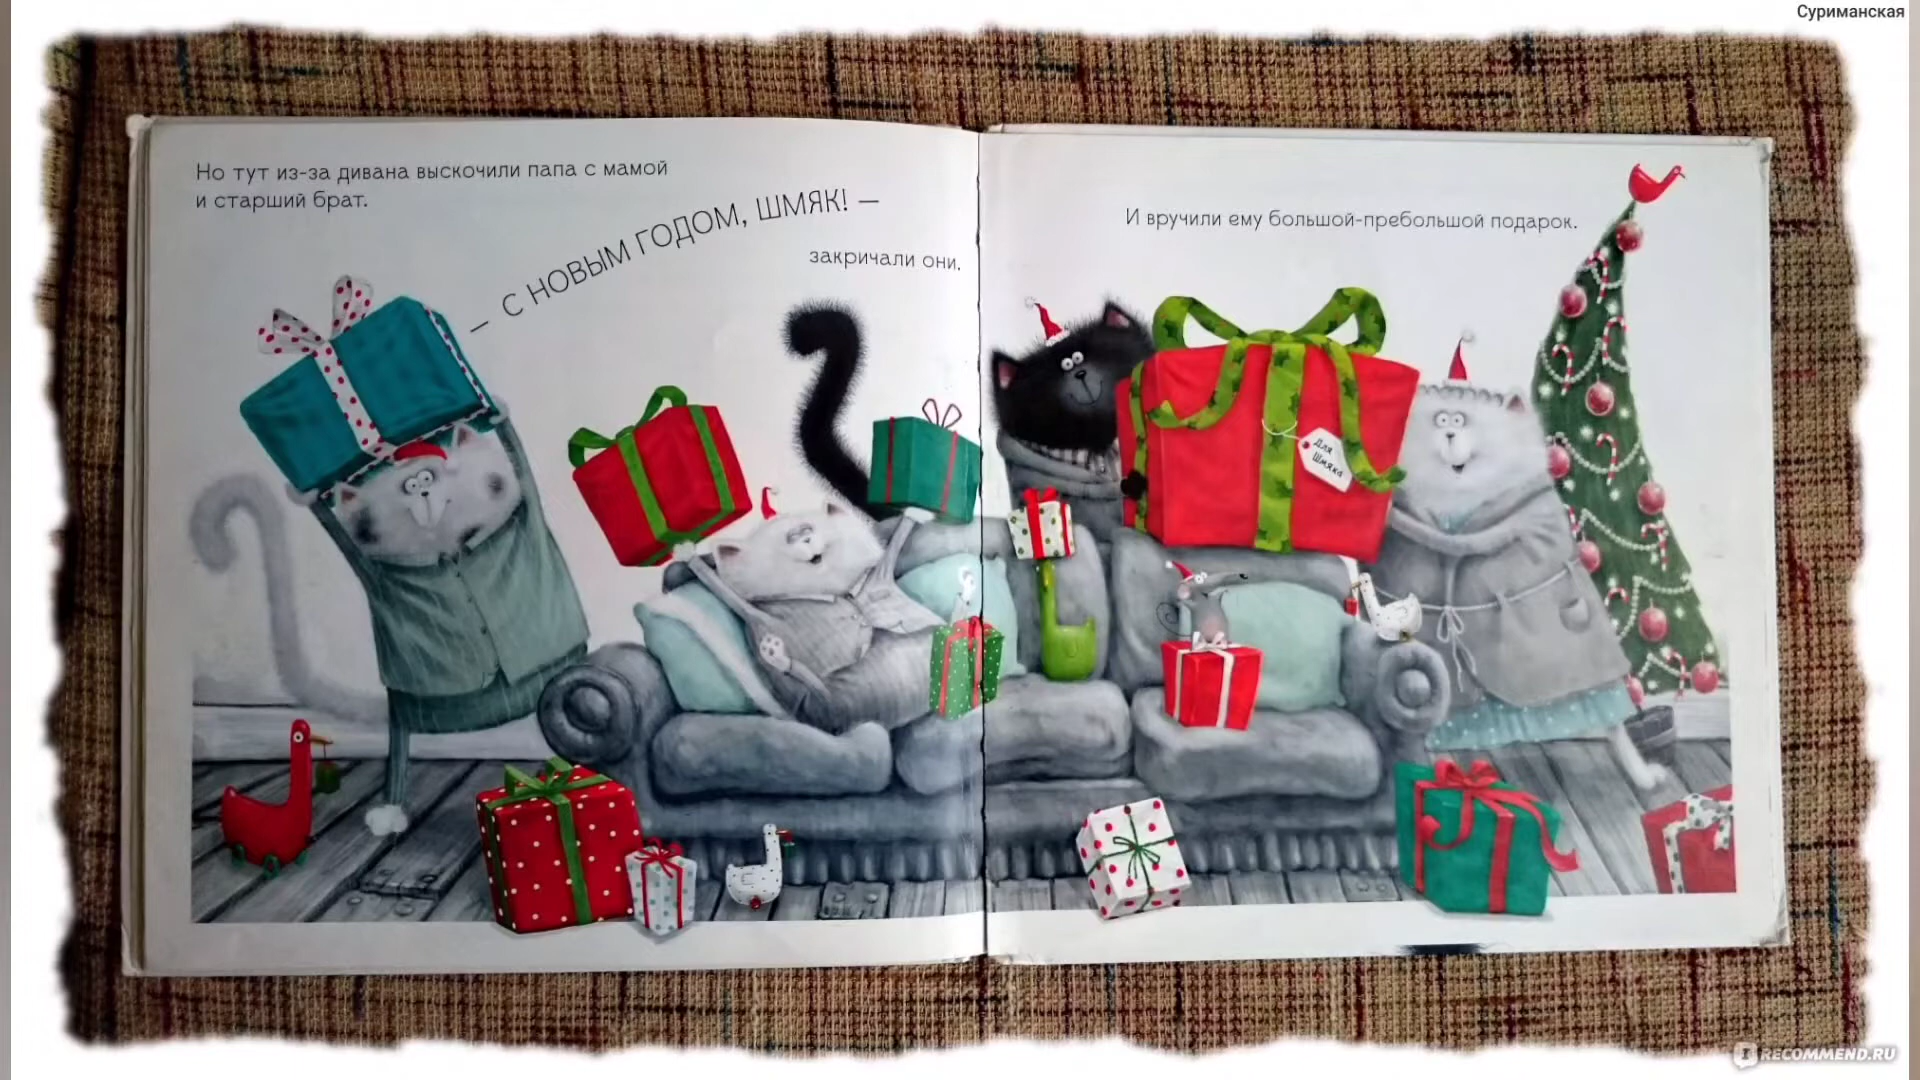 Суриманская
Но тут из-за дивана выскочили папа с мамой
и старший брат.
— С НОВЫМ ГОДОМ, ШМЯК! —
закричали они.
И вручили ему большой-пребольшой подарок.
Для
Шмяка
IRECOMMEND.RU